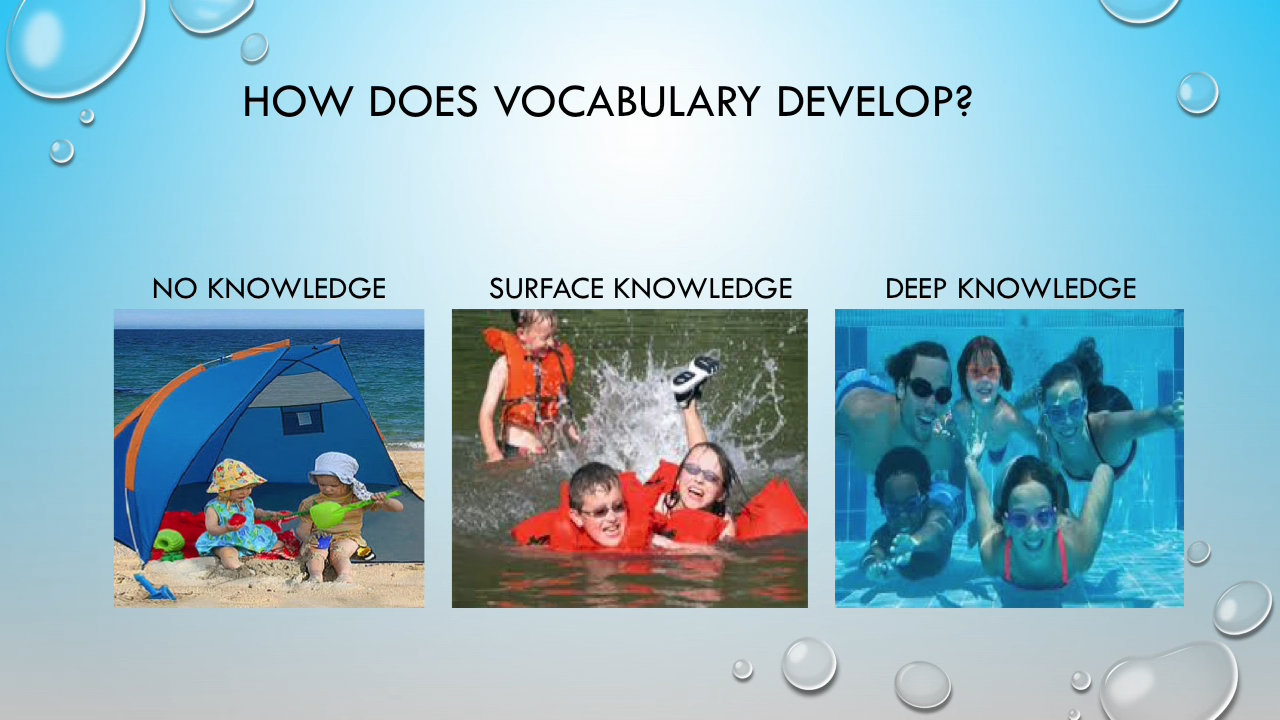 HOW DOES VOCABULARY DEVELOP?
NO KNOWLEDGE
SURFACE KNOWLEDGE
DEEP KNOWLEDGE